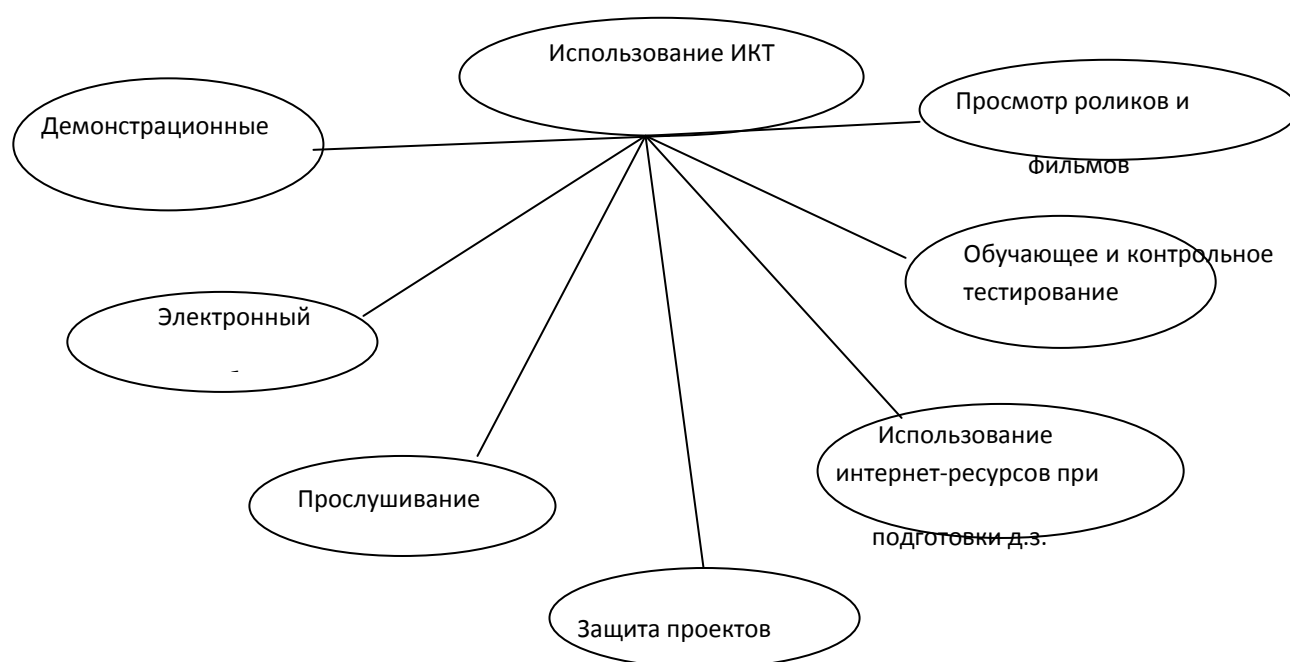 Использование ИКТ
Демонстрационные
Просмотр роликов и
фильмов
Обучающее и контрольное
тестирование
Электронный
Использование
интернет-ресурсов при
подготовки д.з.
Прослушивание
Защита проектов